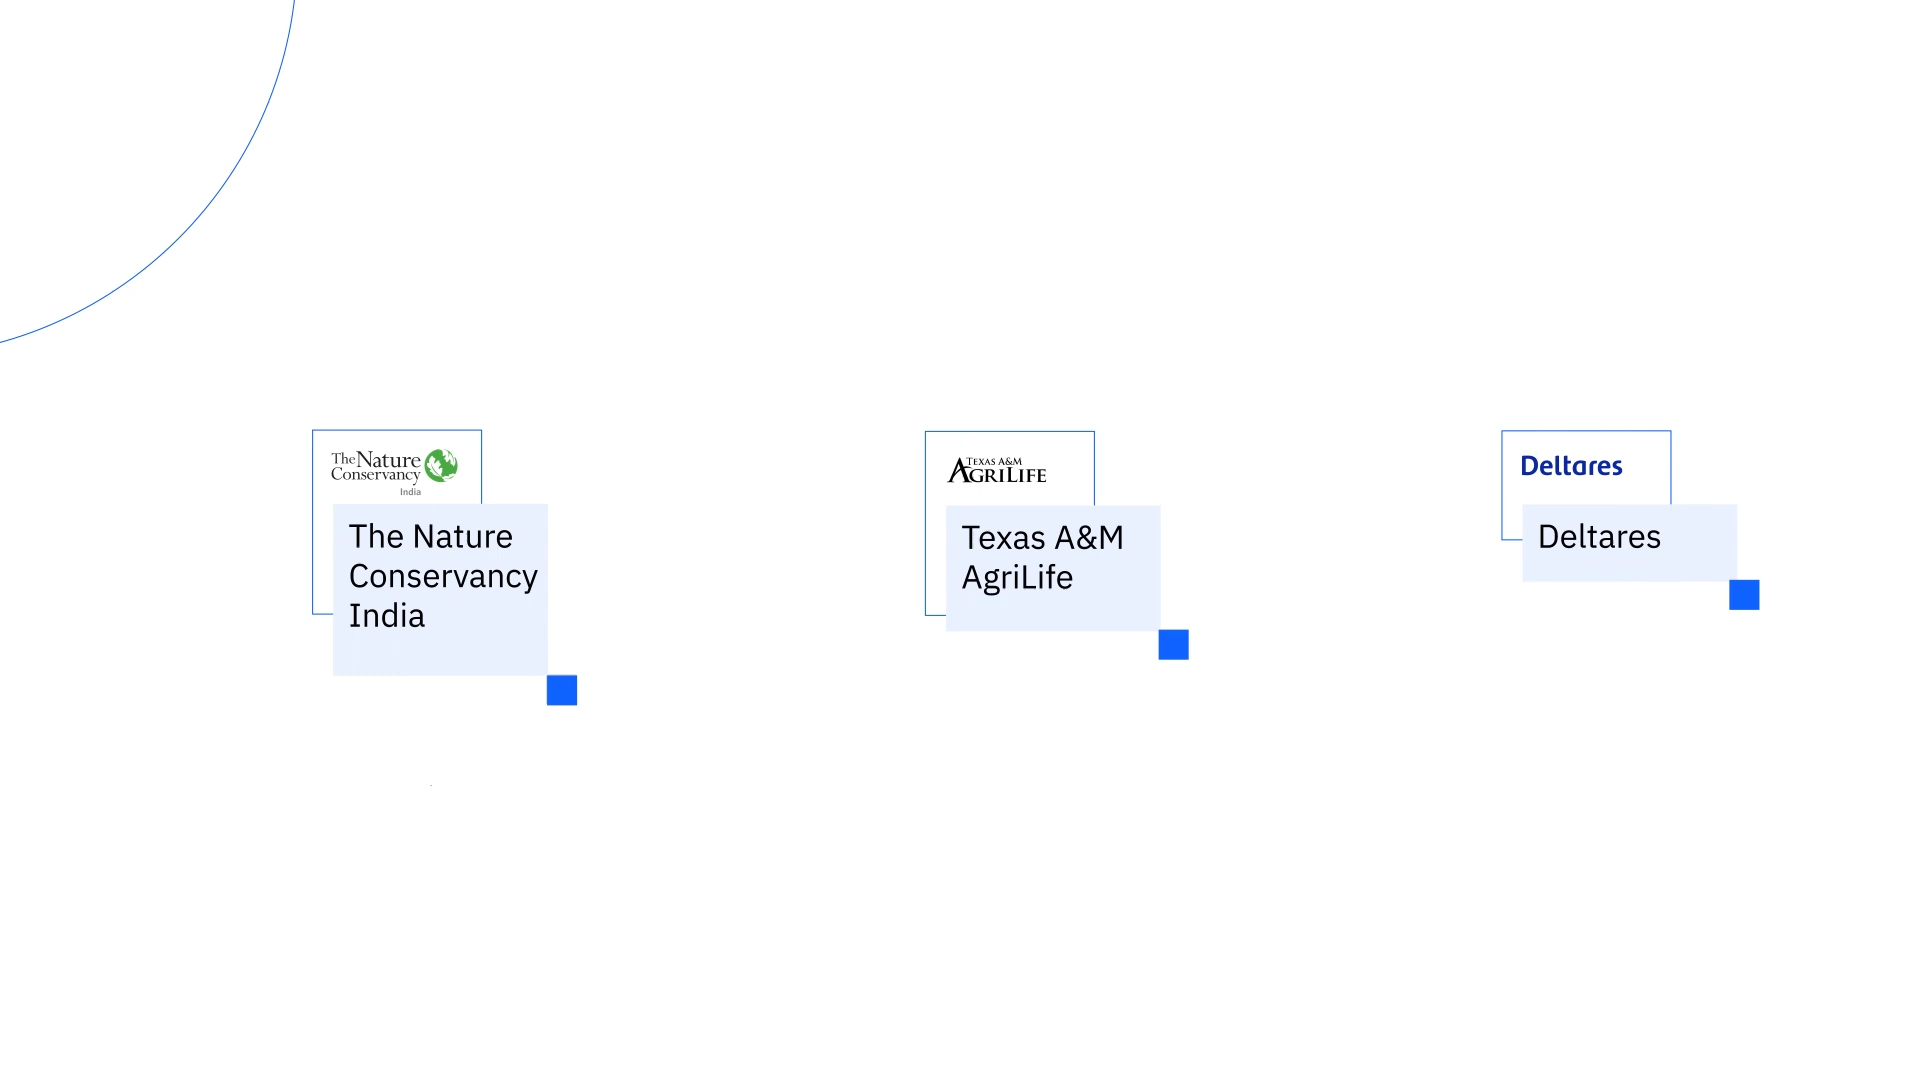 The Nature
Conservancy
India
The Nature
Conservancy
India
TEXAS A&M
AGRILIFE
Texas A&M
AgriLife
Deltares
Deltares